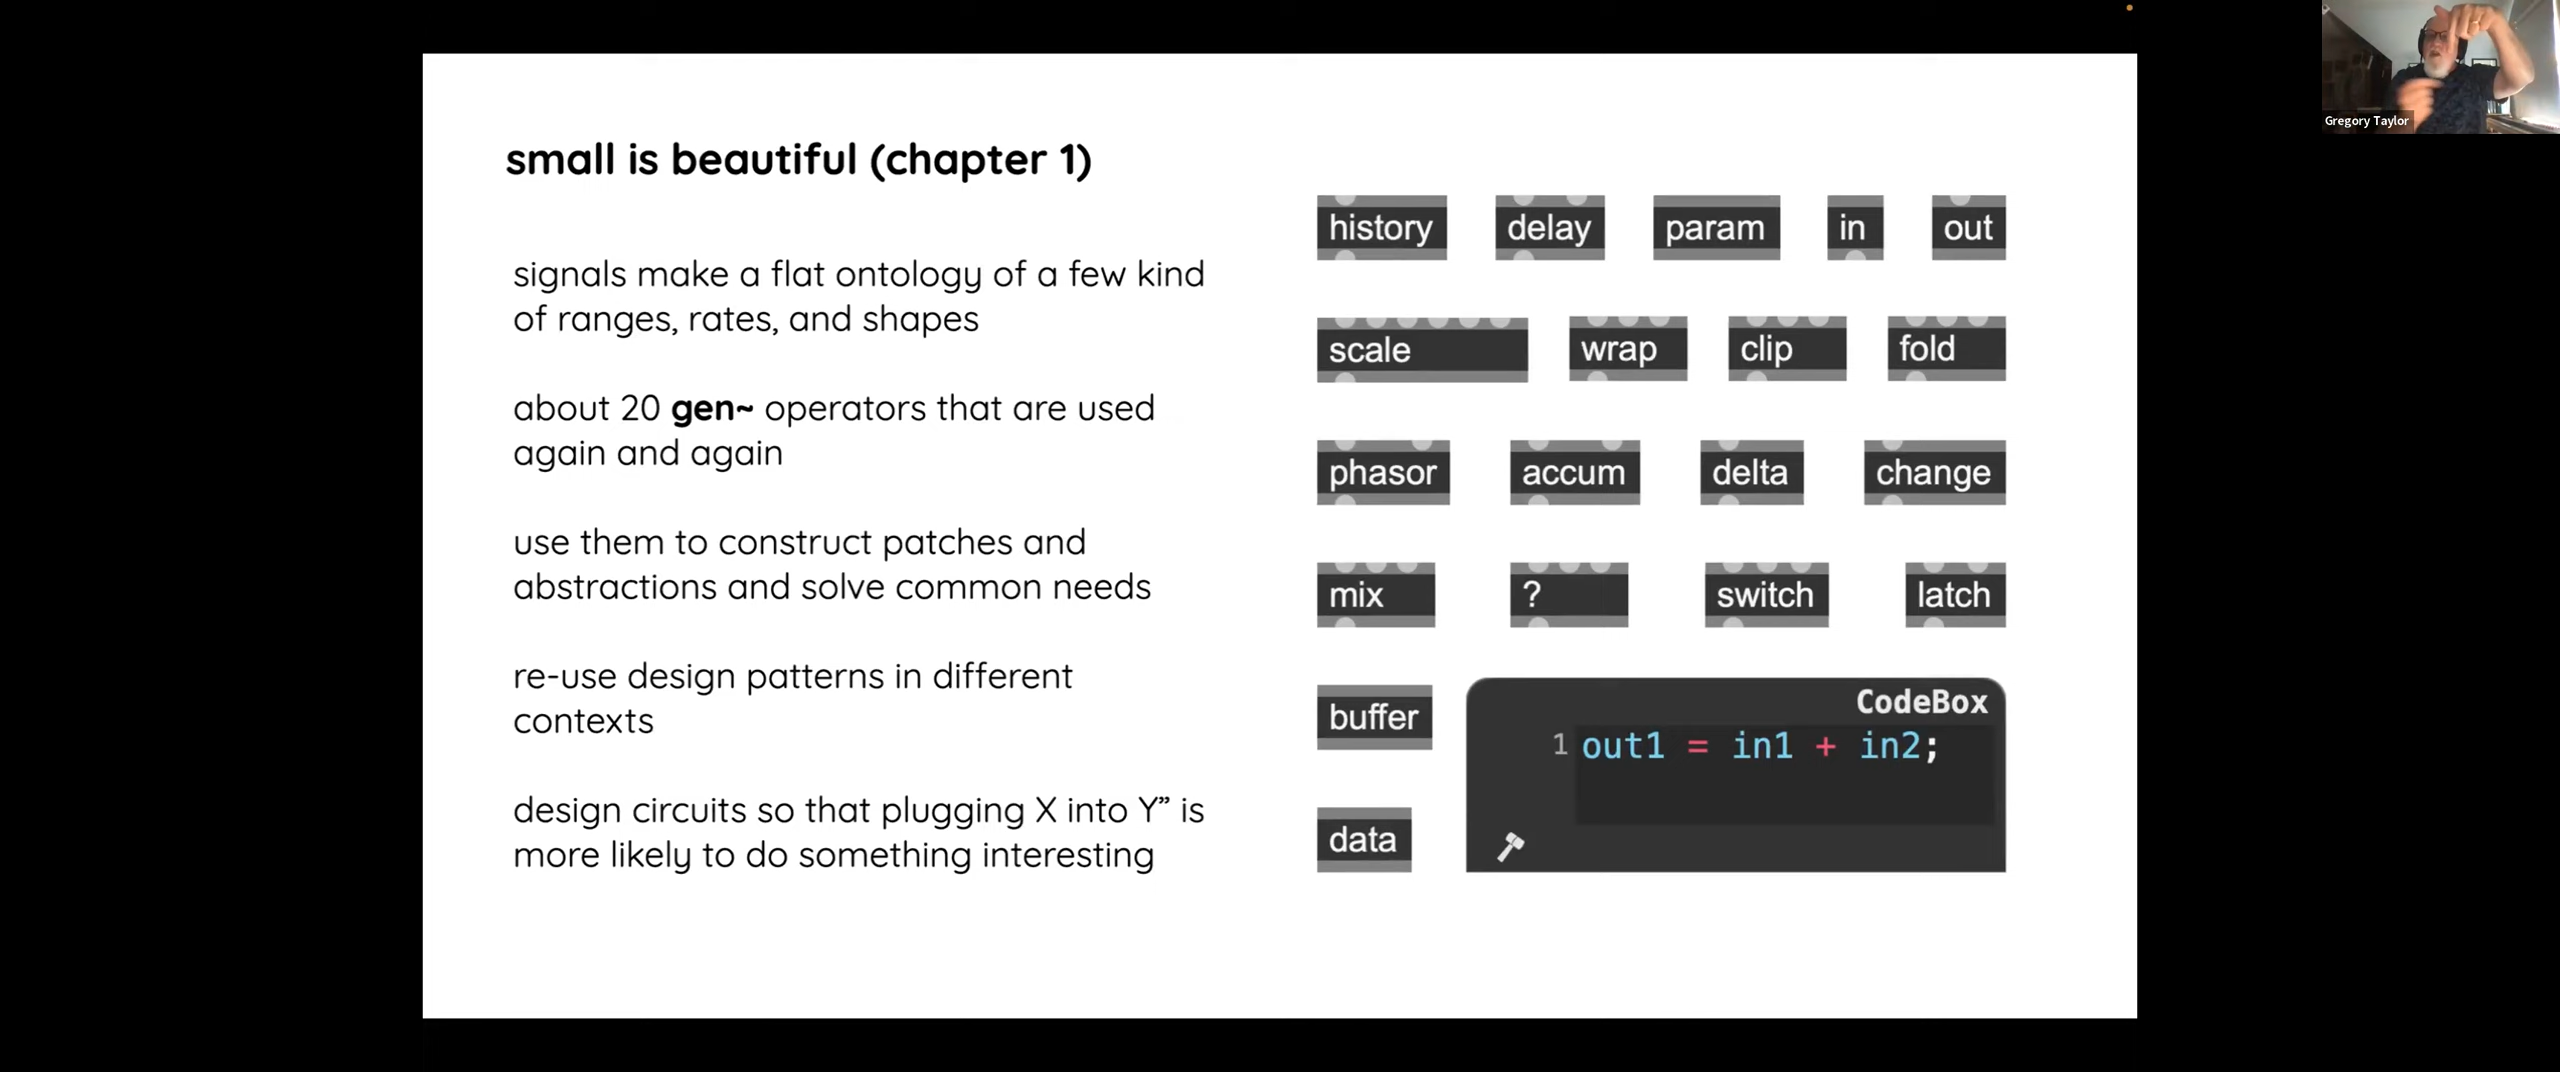 small is beautiful (chapter 1)
signals make a flat ontology of a few kind
of ranges, rates, and shapes
about 20 gen~ operators that are used
again and again
use them to construct patches and
abstractions and solve common needs
re-use design patterns in different
contexts
design circuits so that plugging X into Y” is
more likely to do something interesting
history delay param in out
scale wrap clip fold
phasor accum delta change
mix ? switch latch
buffer
CodeBox
1 out1 = in1 + in2;
data
Gregory Taylor